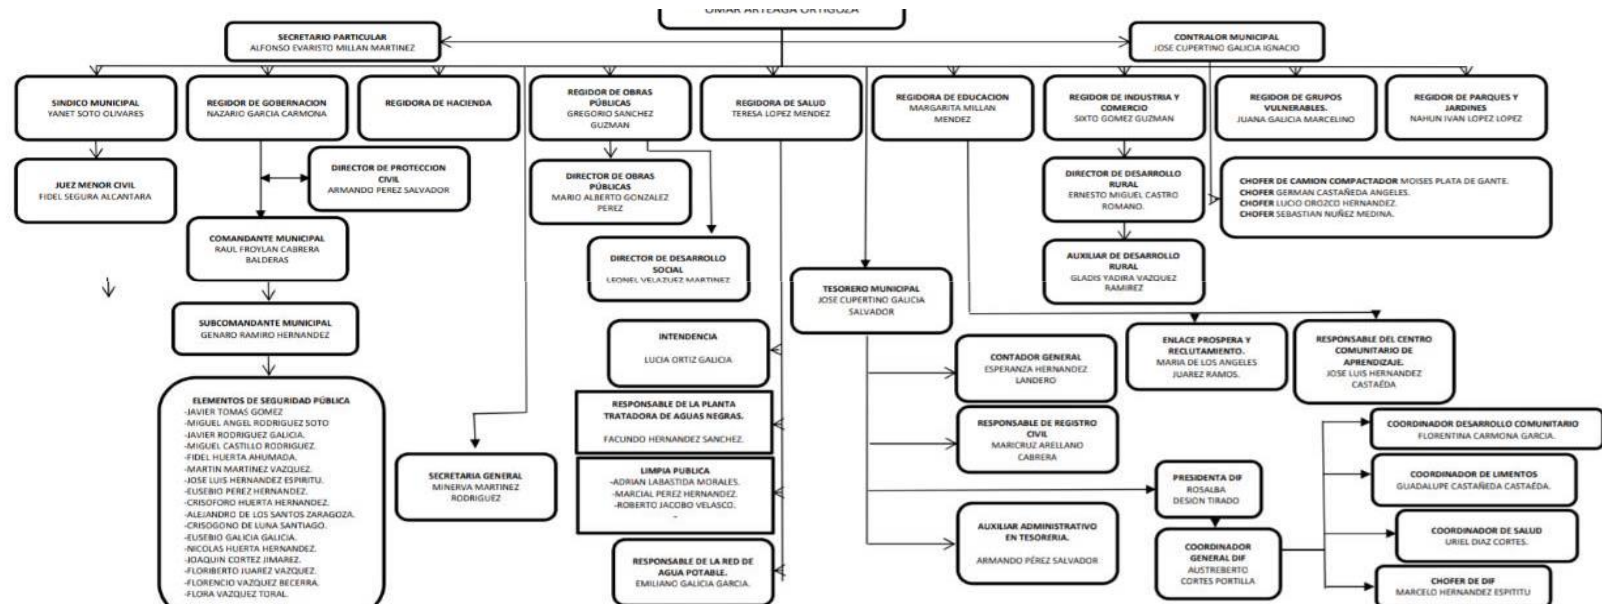 OMAR ARTEAGA ORTIGOZA
SECRETARIO PARTICULAR
ALFONSO EVARISTO MILLAN MARTINEZ
CONTRALOR MUNICIPAL
JOSE CUPERTINO GALICIA IGNACIO
SINDICO MUNICIPAL
YANET SOTO OLIVARES
REGIDOR DE GOBERNACION
NAZARIO GARCIA CARMONA
REGIDORA DE HACIENDA
REGIDOR DE OBRAS
PÚBLICAS
GREGORIO SANCHEZ
GUZMAN
REGIDORA DE SALUD
TERESA LOPEZ MENDEZ
REGIDORA DE EDUCACION
MARGARITA MILLAN
MENDEZ
REGIDOR DE INDUSTRIA Y
COMERCIO
SIXTO GOMEZ GUZMAN
REGIDOR DE GRUPOS
VULNERABLES.
JUANA GALICIA MARCELINO
REGIDOR DE PARQUES Y
JARDINES
NAHUN IVAN LOPEZ LOPEZ
JUEZ MENOR CIVIL
FIDEL SEGURA ALCANTARA
DIRECTOR DE PROTECCION
CIVIL
ARMANDO PEREZ SALVADOR
DIRECTOR DE OBRAS
PÚBLICAS
MARIO ALBERTO GONZALEZ
PEREZ
DIRECTOR DE DESARROLLO
RURAL
ERNESTO MIGUEL CASTRO
ROMANO.
CHOFER DE CAMION COMPACTADOR MOISES PLATA DE GANTE.
CHOFER GERMAN CASTAÑEDA ANGELES.
CHOFER LUCIO OROZCO HERNANDEZ.
CHOFER SEBASTIAN NUÑEZ MEDINA.
COMANDANTE MUNICIPAL
RAUL FROYLAN CABRERA
BALDERAS
DIRECTOR DE DESARROLLO
SOCIAL
LEONEL VELAZUEZ MARTINEZ
AUXILIAR DE DESARROLLO
RURAL
GLADIS YADIRA VAZQUEZ
RAMIREZ
TESORERO MUNICIPAL
JOSE CUPERTINO GALICIA
SALVADOR
SUBCOMANDANTE MUNICIPAL
GENARO RAMIRO HERNANDEZ
INTENDENCIA
LUCIA ORTIZ GALICIA
CONTADOR GENERAL
ESPERANZA HERNANDEZ
LANDERO
ENLACE PROSPERA Y
RECLUTAMIENTO.
MARIA DE LOS ANGELES
JUAREZ RAMOS.
RESPONSABLE DEL CENTRO
COMUNITARIO DE
APRENDIZAJE.
JOSE LUIS HERNANDEZ
CASTAÉDA
ELEMENTOS DE SEGURIDAD PÚBLICA
-JAVIER TOMAS GOMEZ
-MIGUEL ANGEL RODRIGUEZ SOTO
-JAVIER RODRIGUEZ GALICIA.
-MIGUEL CASTILLO RODRIGUEZ.
-FIDEL HUERTA AHUMADA.
-MARTIN MARTINEZ VAZQUEZ.
-JOSE LUIS HERNANDEZ ESPIRITU.
-EUSEBIO PEREZ HERNANDEZ.
-CRISOFORO HUERTA HERNANDEZ.
-ALEJANDRO DE LOS SANTOS ZARAGOZA.
-CRISOGONO DE LUNA SANTIAGO.
-EUSEBIO GALICIA GALICIA.
-NICOLAS HUERTA HERNANDEZ.
-JOAQUIN CORTEZ JIMAREZ.
-FLORIBERTO JUAREZ VAZQUEZ.
-FLORENCIO VAZQUEZ BECERRA.
-FLORA VAZQUEZ TORAL.
SECRETARIA GENERAL
MINERVA MARTINEZ
RODRIGUEZ
RESPONSABLE DE LA PLANTA
TRATADORA DE AGUAS NEGRAS.
FACUNDO HERNANDEZ SANCHEZ.
LIMPIA PUBLICA
-ADRIAN LABASTIDA MORALES.
-MARCIAL PEREZ HERNANDEZ.
-ROBERTO JACOBO VELASCO.
-
RESPONSABLE DE LA RED DE
AGUA POTABLE.
EMILIANO GALICIA GARCIA.
RESPONSABLE DE REGISTRO
CIVIL
MARICRUZ ARELLANO
CABRERA
AUXILIAR ADMINISTRATIVO
EN TESORERIA.
ARMANDO PÉREZ SALVADOR
PRESIDENTA DIF
ROSALBA
DESION TIRADO
COORDINADOR
GENERAL DIF
AUSTREBERTO
CORTES PORTILLA
COORDINADOR DESARROLLO COMUNITARIO
FLORENTINA CARMONA GARCIA.
COORDINADOR DE LIMENTOS
GUADALUPE CASTAÑEDA CASTAÉDA.
COORDINADOR DE SALUD
URIEL DIAZ CORTES.
CHOFER DE DIF
MARCELO HERNANDEZ ESPITITU